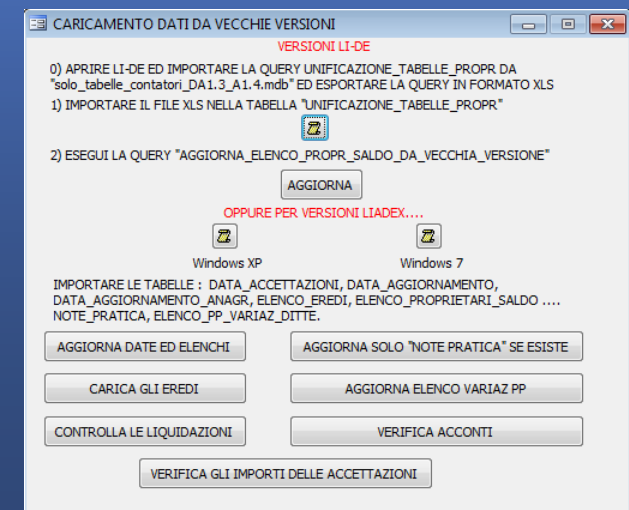 CARICAMENTO DATI DA VECCHIE VERSIONI
VERSIONI LI-DE
0) APRIRE LI-DE ED IMPORTARE LA QUERY UNIFICAZIONE_TABELLE_PROPR DA
"solo_tabelle_contatori_DA1.3_A1.4.mdb" ED ESPORTARE LA QUERY IN FORMATO XLS
1) IMPORTARE IL FILE XLS NELLA TABELLA "UNIFICAZIONE_TABELLE_PROPR"
2) ESEGUI LA QUERY "AGGIORNA_ELENCO_PROPR_SALDO_DA_VECCHIA_VERSIONE"
AGGIORNA
OPPURE PER VERSIONI LIADEX....
Windows XP Windows 7
IMPORTARE LE TABELLE : DATA_ACCETTAZIONI, DATA_AGGIORNAMENTO,
DATA_AGGIORNAMENTO_ANAGR, ELENCO_EREDI, ELENCO_PROPRIETARI_SALDO ....
NOTE_PRATICA, ELENCO_PP_VARIAZ_DITTE.
AGGIORNA DATE ED ELENCHI AGGIORNA SOLO "NOTE PRATICA" SE ESISTE
CARICA GLI EREDI AGGIORNA ELENCO VARIAZ PP
CONTROLLA LE LIQUIDAZIONI VERIFICA ACCONTI
VERIFICA GLI IMPORTI DELLE ACCETTAZIONI